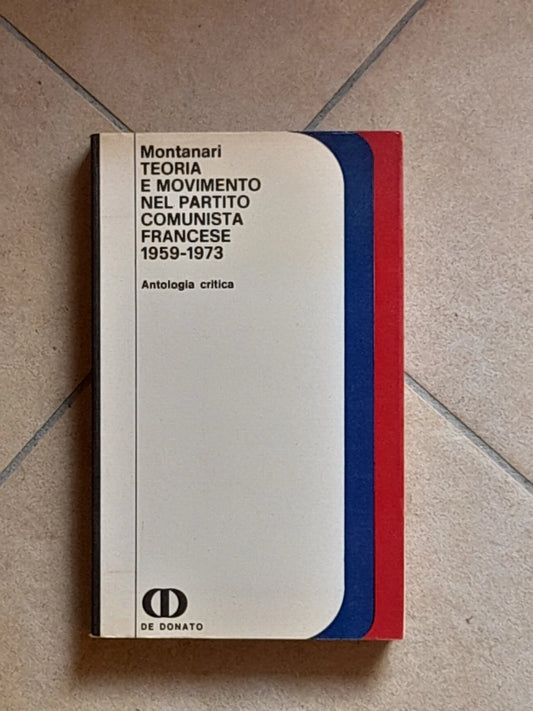 Montanari
TEORIA
E MOVIMENTO
NEL PARTITO
COMUNISTA
FRANCESE
1959-1973
Antologia critica
DE DONATO